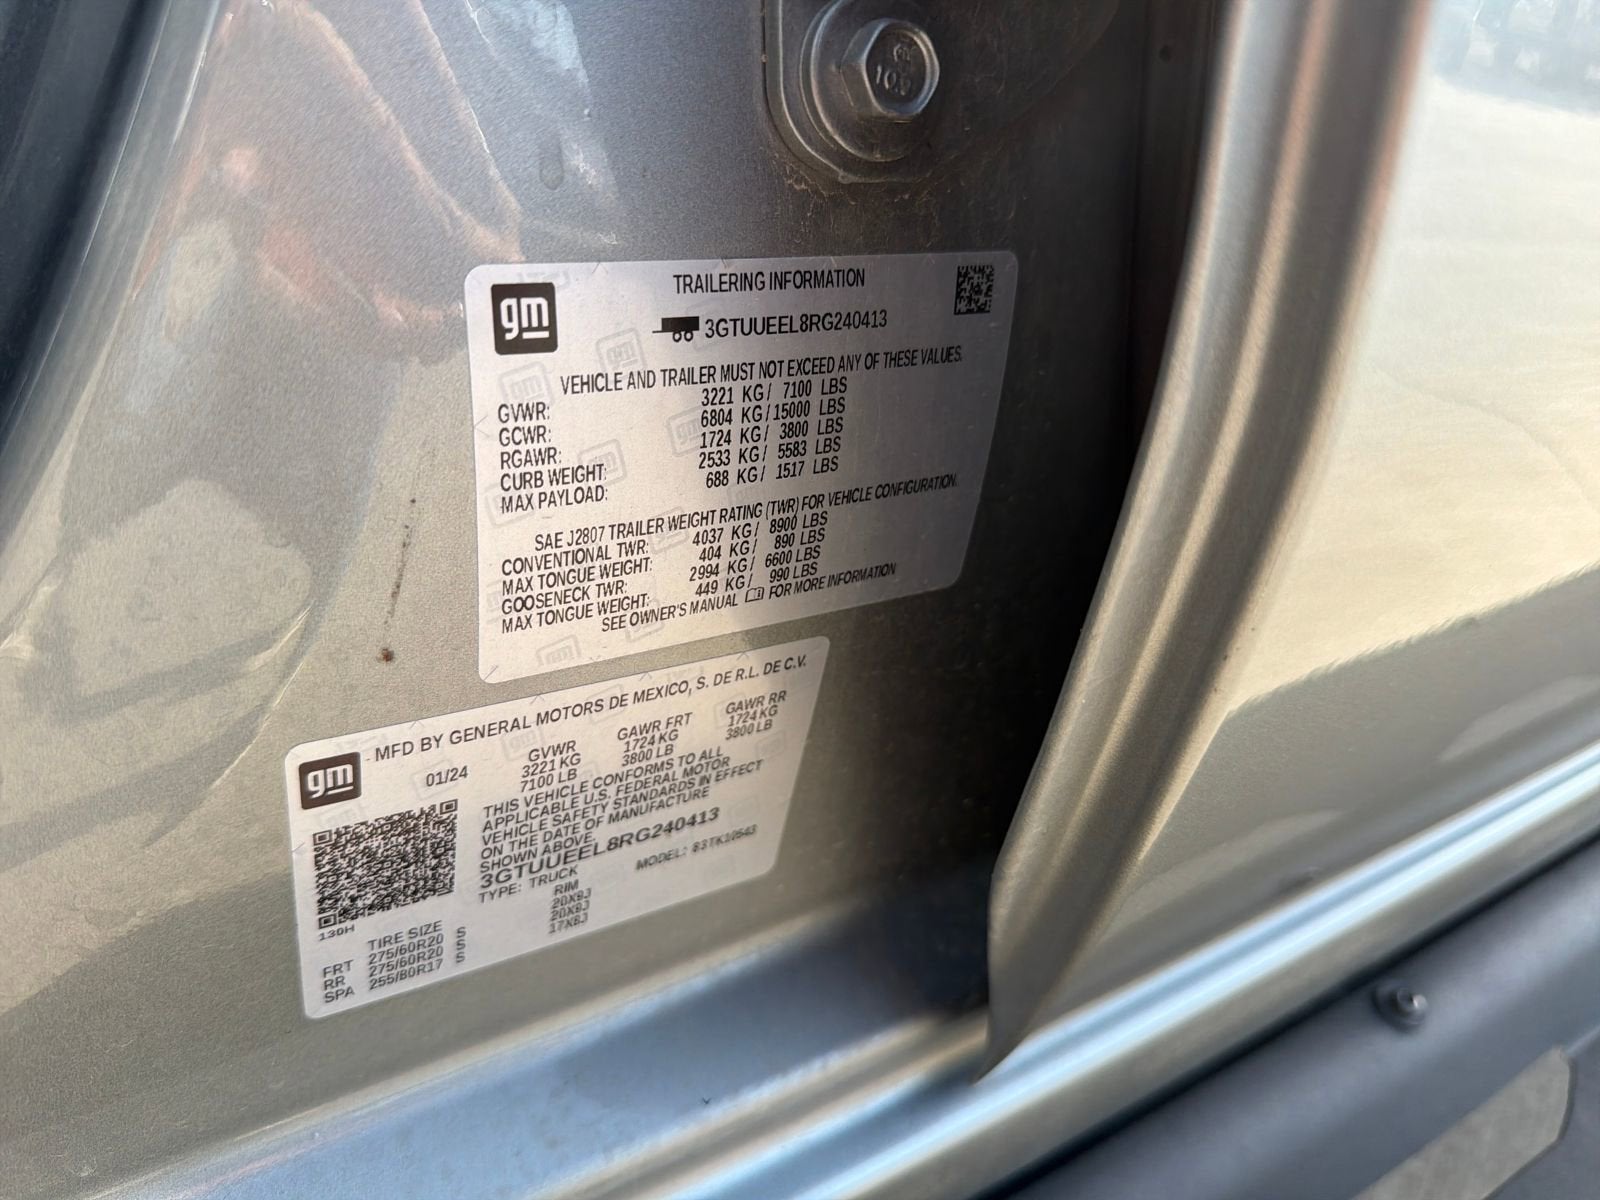 10.9
gm
TRAILERING INFORMATION
3GTUUEEL8RG240413
VEHICLE AND TRAILER MUST NOT EXCEED ANY OF THESE VALUES.
GVWR: 3221 KG/ 7100 LBS
GCWR: 6804 KG/15000 LBS
RGAWR: 1724 KG/ 3800 LBS
CURB WEIGHT: 2533 KG/ 5583 LBS
MAX PAYLOAD: 688 KG/ 1517 LBS
SAE J2807 TRAILER WEIGHT RATING (TWR) FOR VEHICLE CONFIGURATION.
CONVENTIONAL TWR: 4037 KG/ 8900 LBS
MAX TONGUE WEIGHT: 404 KG/ 890 LBS
GOOSENECK TWR: 2994 KG/ 6600 LBS
MAX TONGUE WEIGHT: 449 KG/ 990 LBS
SEE OWNER'S MANUAL FOR MORE INFORMATION
gm
MFD BY GENERAL MOTORS DE MEXICO, S. DE R.L. DE C.V.
01/24 GVWR GAWR FRT GAWR RR
3221 KG 1724 KG 1724 KG
7100 LB 3800 LB 3800 LB
THIS VEHICLE CONFORMS TO ALL
APPLICABLE U.S. FEDERAL MOTOR
VEHICLE SAFETY STANDARDS IN EFFECT
ON THE DATE OF MANUFACTURE
SHOWN ABOVE.
3GTUUEEL8RG240413
TYPE: TRUCK MODEL:
130H
TIRE SIZE RIM
FRT 275/60R20 S 20X9J
RR 275/60R20 S 20X9J
SPA 255/80R17 S 17X8J